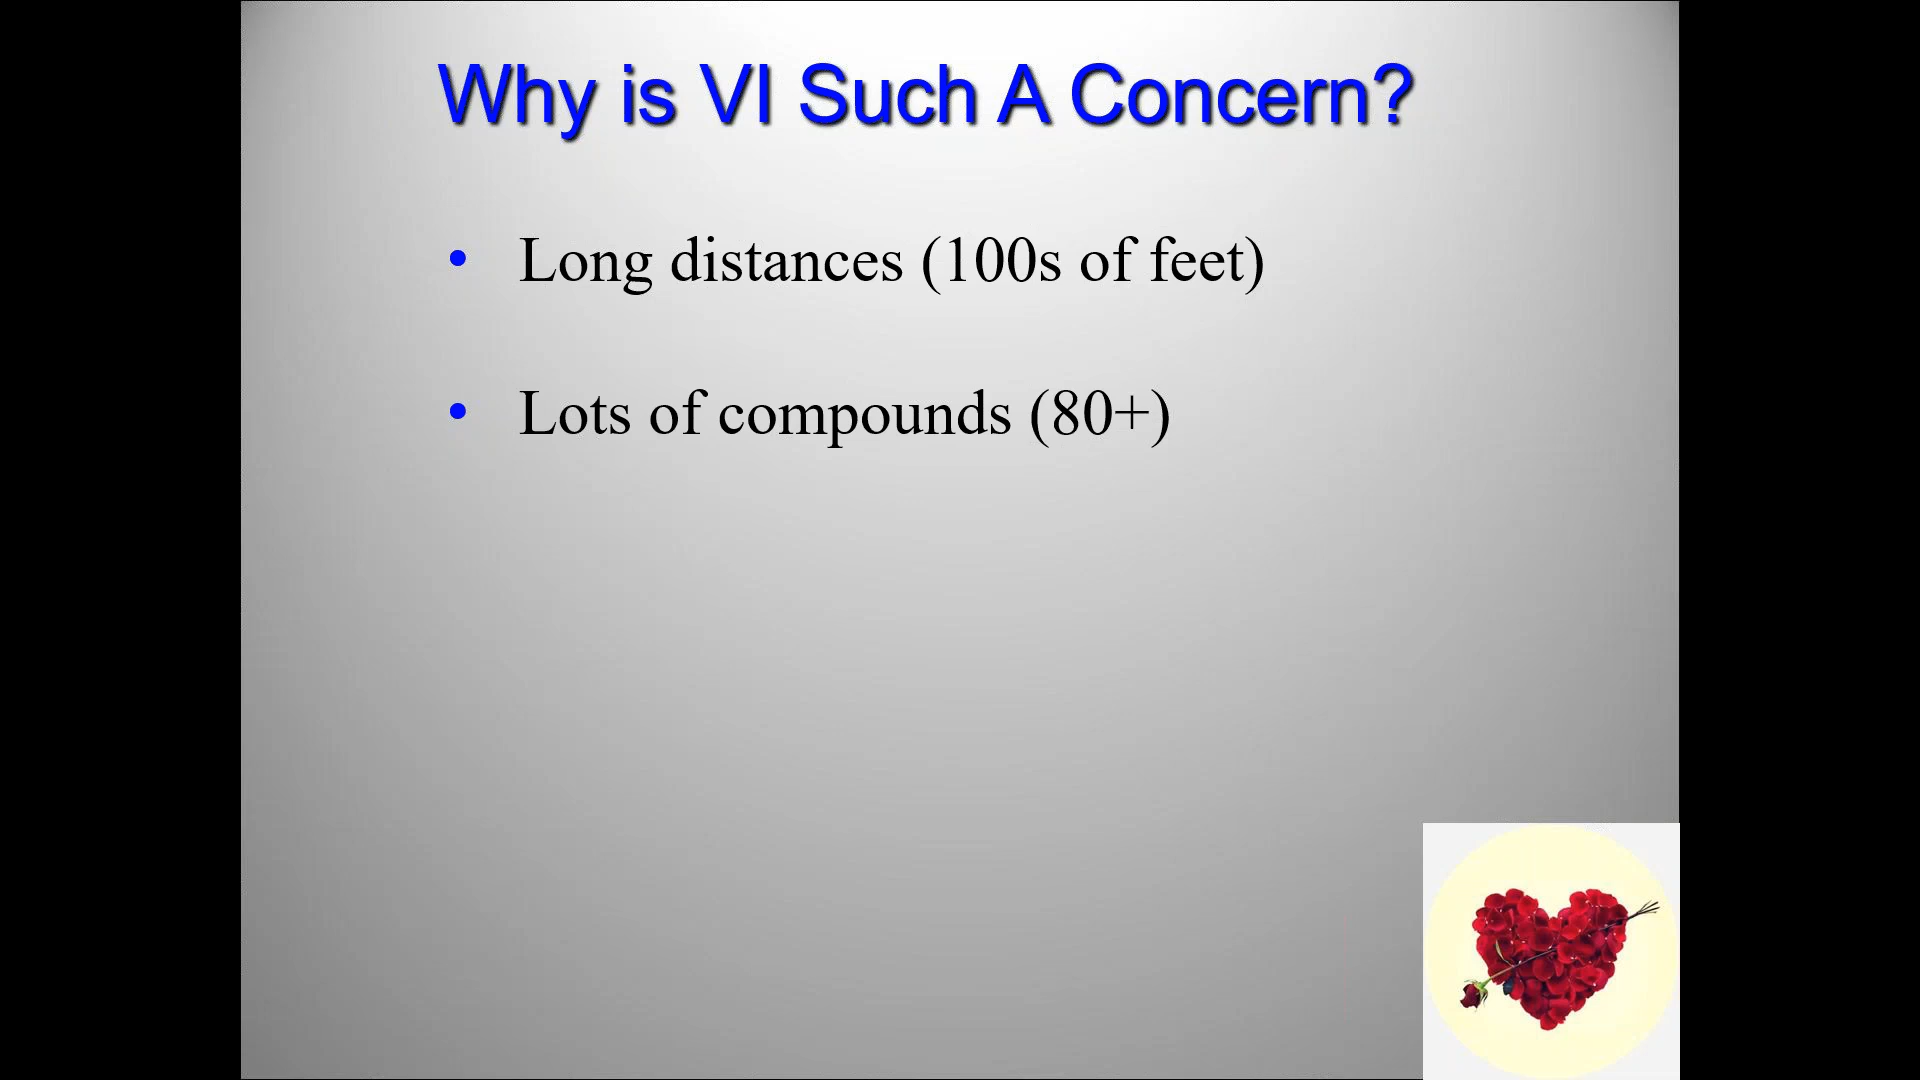 Why is VI Such A Concern?
• Long distances (100s of feet)
• Lots of compounds (80+)